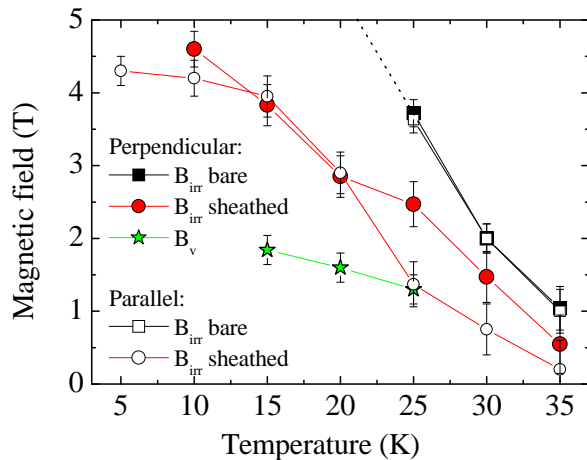 5
4
3
2
1
0
Magnetic field (T)
Perpendicular:
B_irr bare
B_irr sheathed
B_v
Parallel:
B_irr bare
B_irr sheathed
5 10 15 20 25 30 35
Temperature (K)